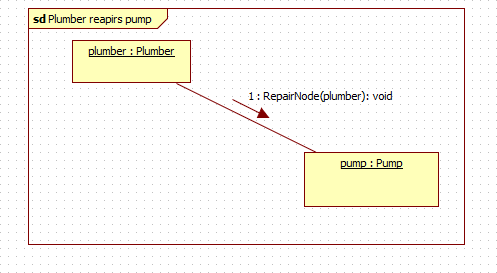 sd Plumber reapirs pump
plumber : Plumber
1 : RepairNode(plumber): void
pump : Pump